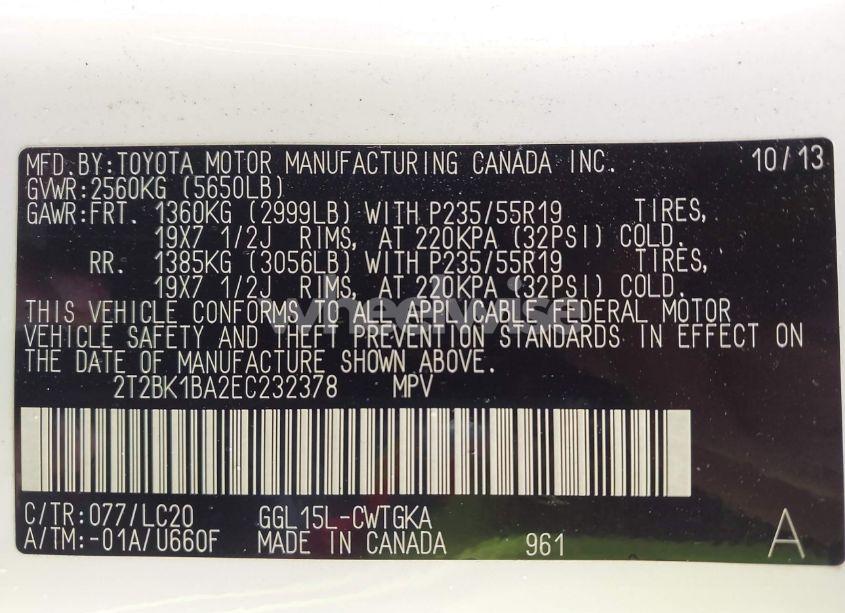 MFD.BY:TOYOTA MOTOR MANUFACTURING CANADA INC. 10/13
GVWR:2560KG (5650LB)
GAWR:FRT. 1360KG (2999LB) WITH P235/55R19 TIRES,
19X7 1/2J RIMS, AT 220KPA (32PSI) COLD.
RR. 1385KG (3056LB) WITH P235/55R19 TIRES,
19X7 1/2J RIMS, AT 220KPA (32PSI) COLD.
THIS VEHICLE CONFORMS TO ALL APPLICABLE FEDERAL MOTOR
VEHICLE SAFETY AND THEFT PREVENTION STANDARDS IN EFFECT ON
THE DATE OF MANUFACTURE SHOWN ABOVE.
2T2BK1BA2EC232378 MPV
C/TR:077/LC20 GGL15L-CWTGKA
A/TM:-01A/U660F MADE IN CANADA 961 A
wheelwise